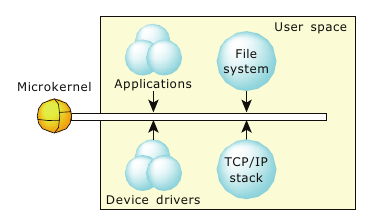 User space
File
system
Applications
Microkernel
TCP/IP
stack
Device drivers